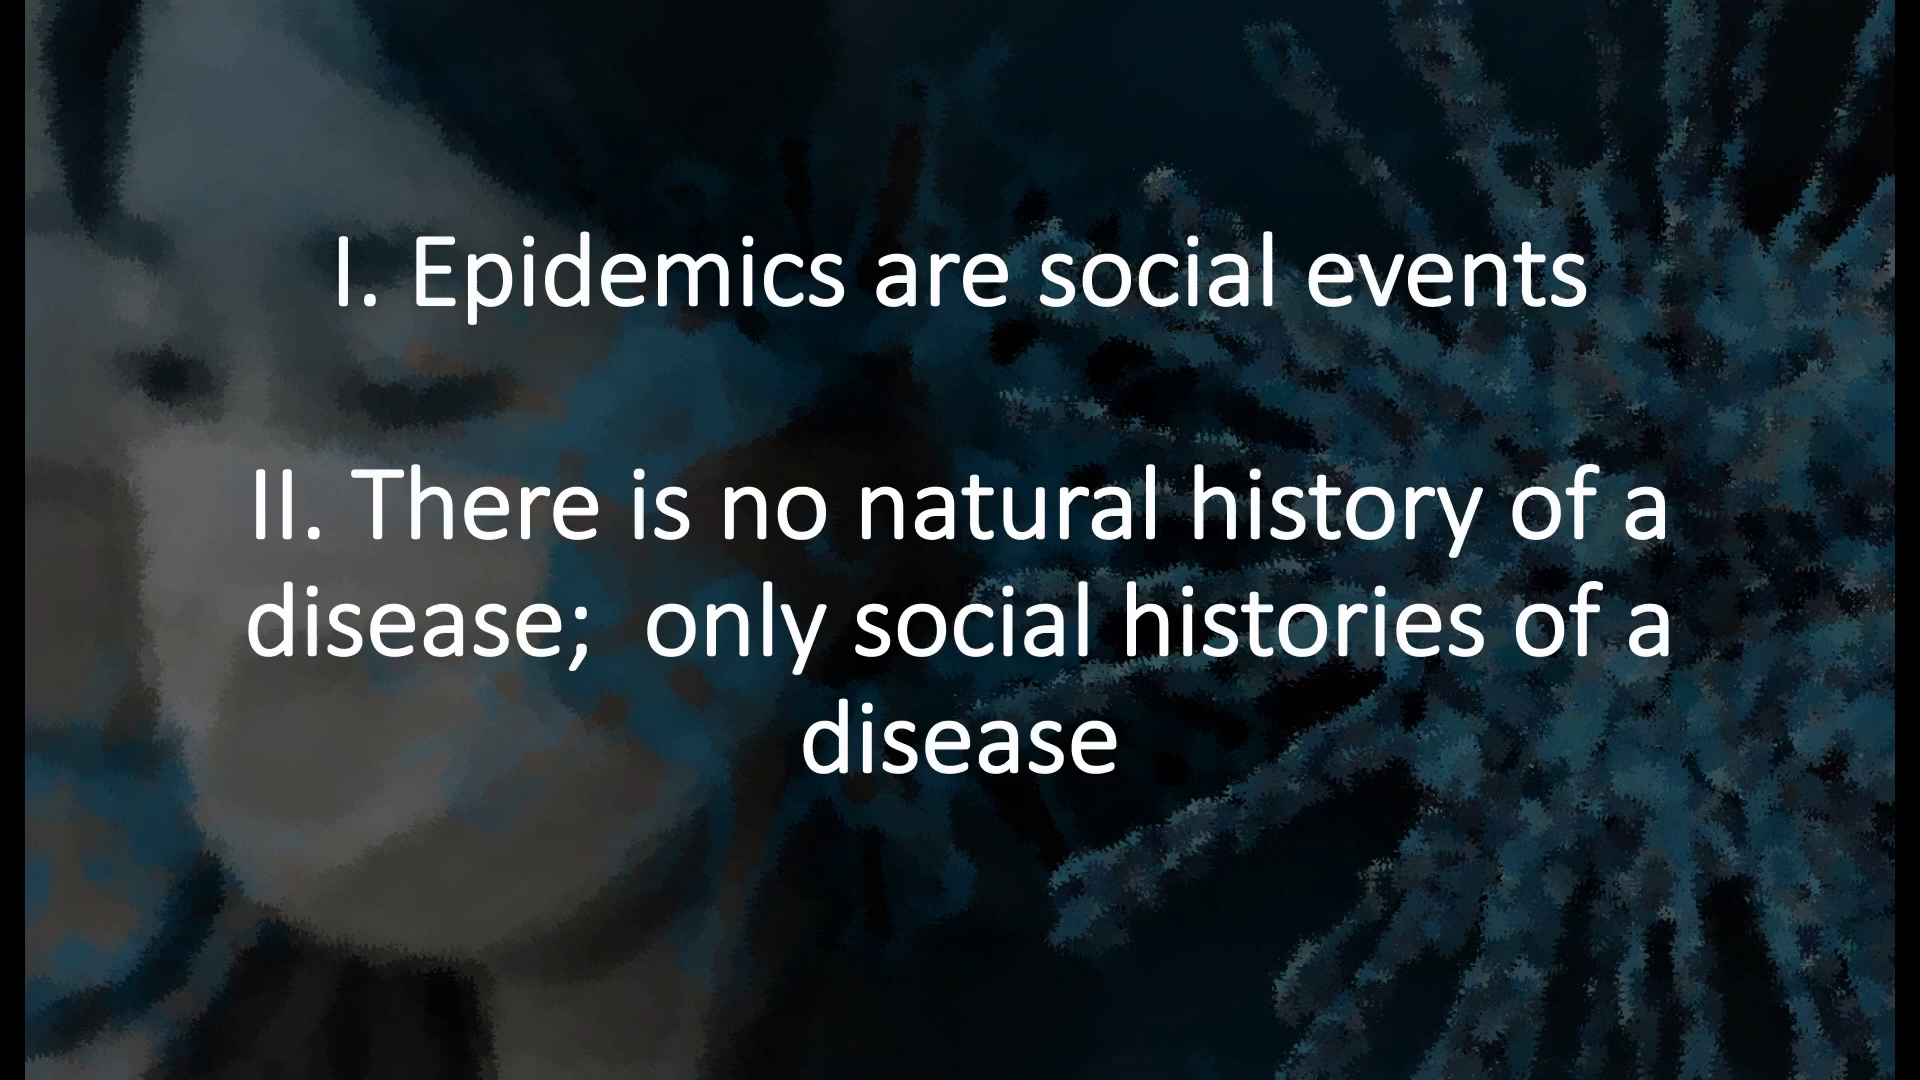 I. Epidemics are social events
II. There is no natural history of a
disease;  only social histories of a
disease